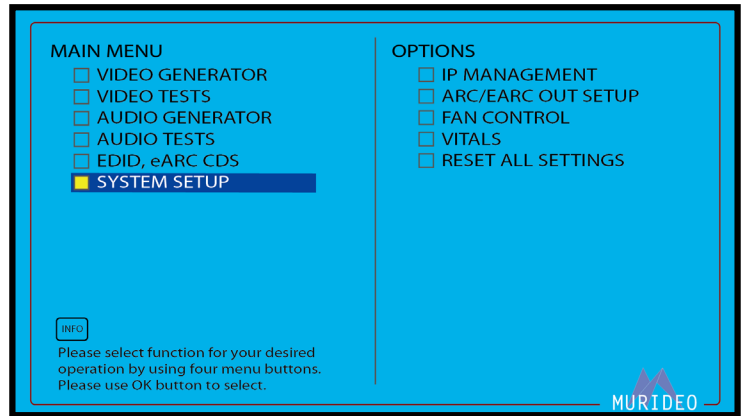 MAIN MENU
VIDEO GENERATOR
VIDEO TESTS
AUDIO GENERATOR
AUDIO TESTS
EDID, eARC CDS
SYSTEM SETUP
INFO
Please select function for your desired
operation by using four menu buttons.
Please use OK button to select.
OPTIONS
IP MANAGEMENT
ARC/EARC OUT SETUP
FAN CONTROL
VITALS
RESET ALL SETTINGS
MURIDEO